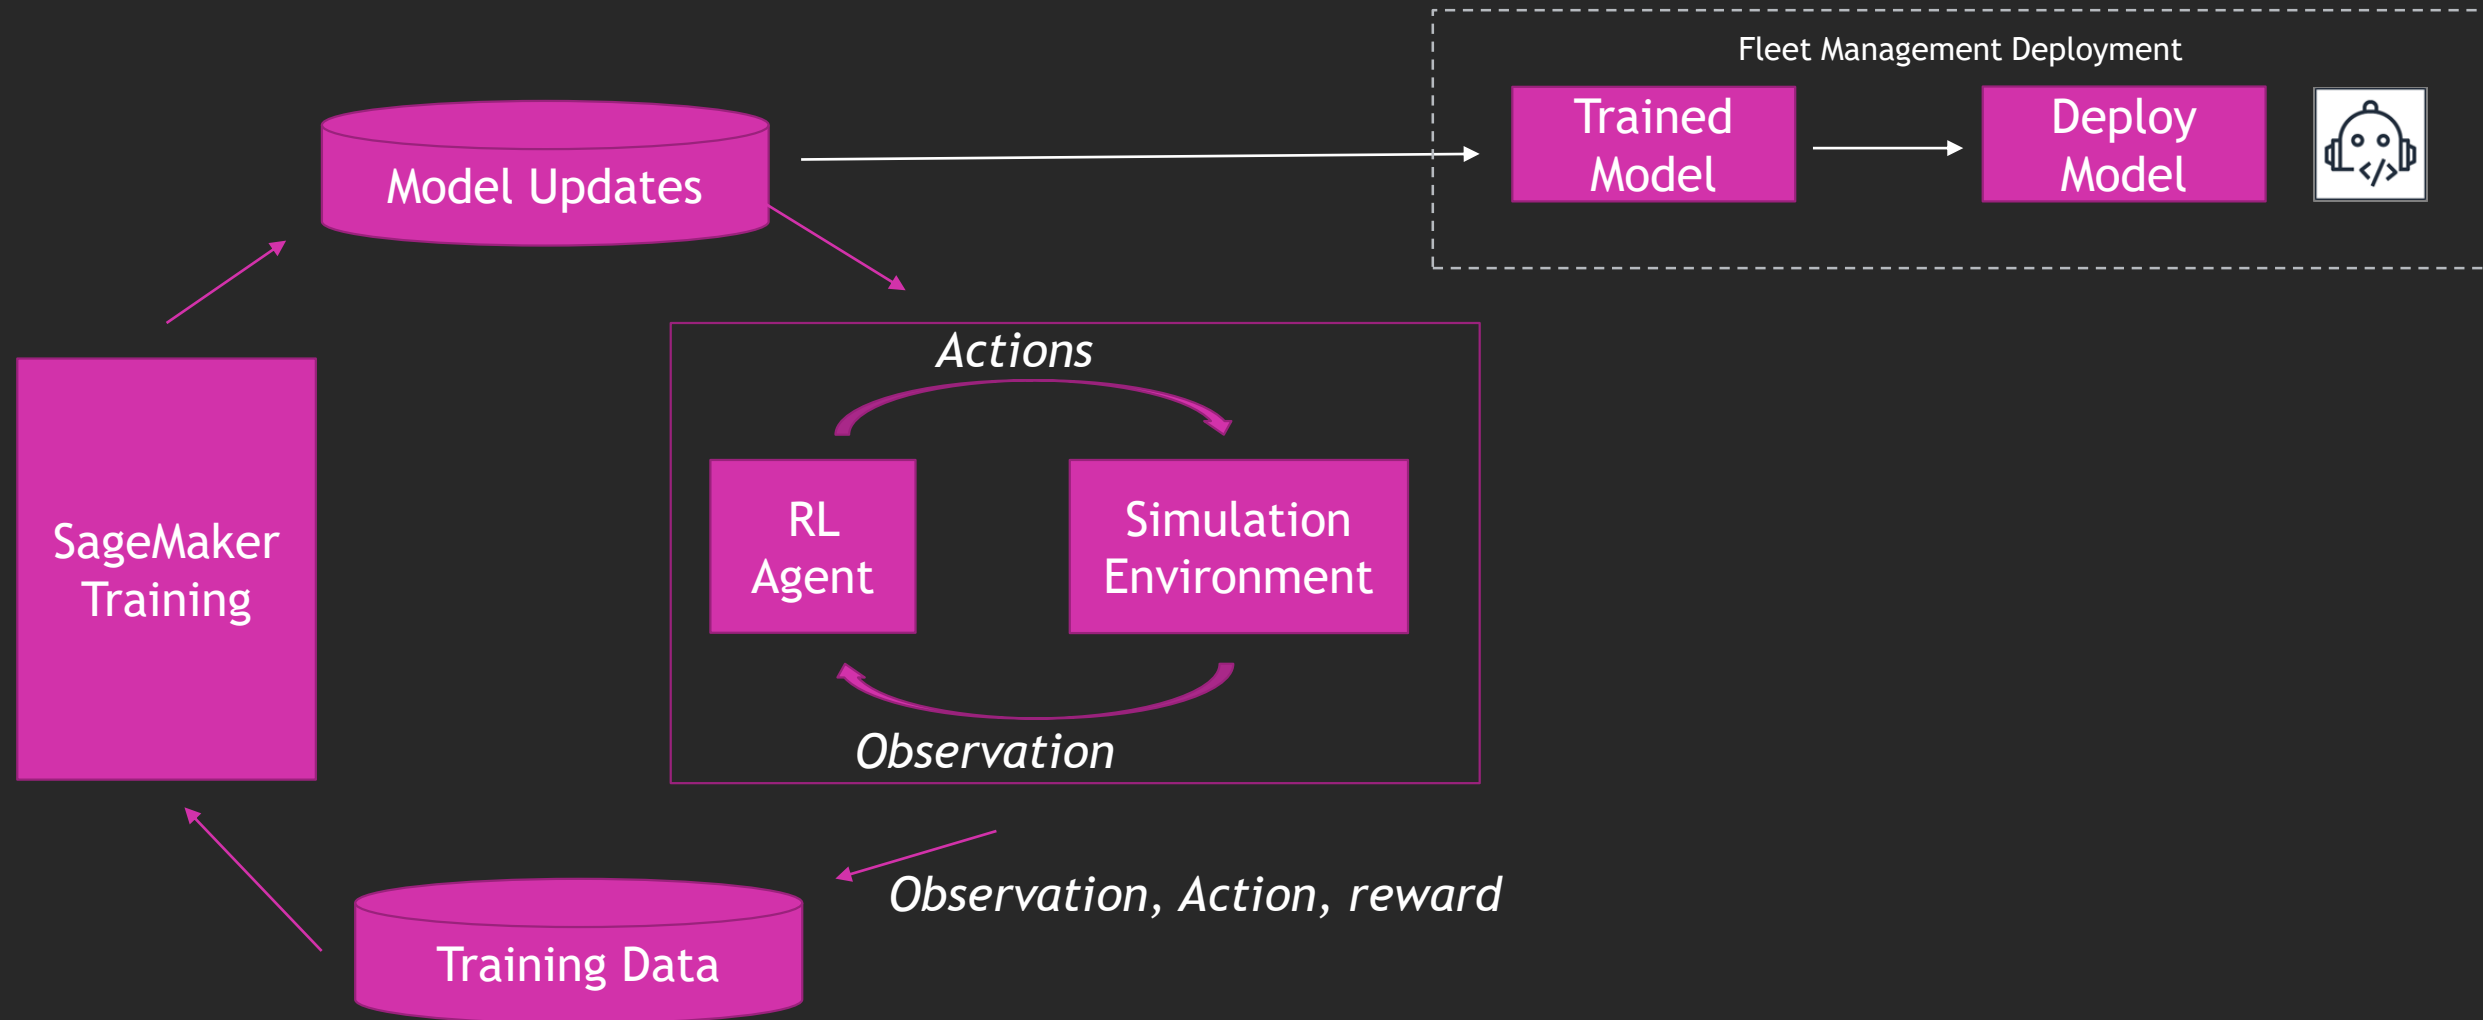 Fleet Management Deployment
Trained
Model
Deploy
Model
Model Updates
Actions
RL
Agent
Simulation
Environment
SageMaker
Training
Observation
Observation, Action, reward
Training Data